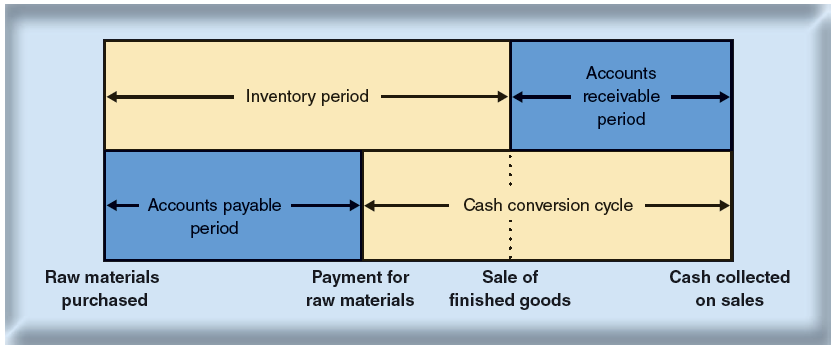 Inventory period
Accounts
receivable
period
Accounts payable
period
Cash conversion cycle
Raw materials
purchased
Payment for
raw materials
Sale of
finished goods
Cash collected
on sales